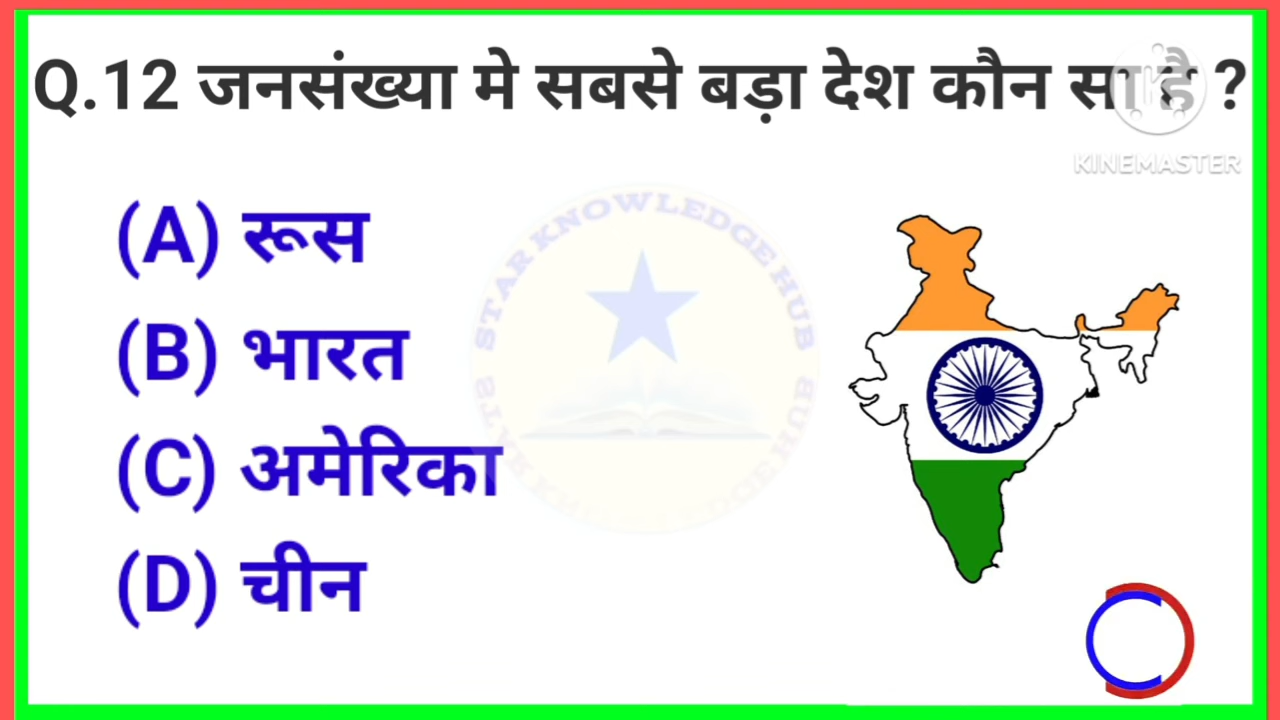 Q.12 जनसंख्या मे सबसे बड़ा देश कौन सा है ?
KINEMASTER
(A) रूस
(B) भारत
(C) अमेरिका
(D) चीन
STAR KNOWLEDGE HUB